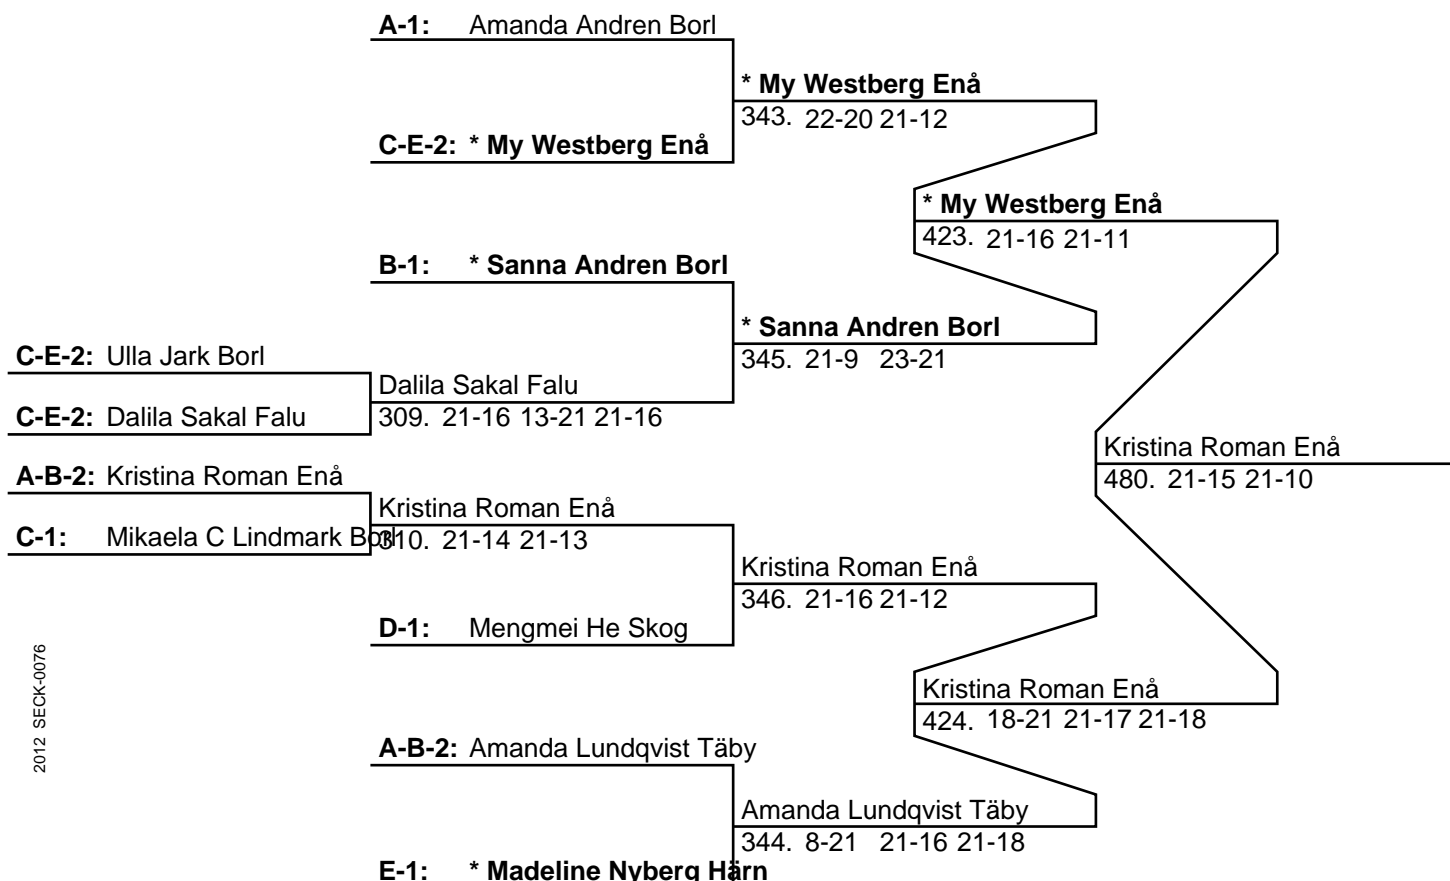 A-1: Amanda Andren Borl
* My Westberg Enå
343. 22-20 21-12
C-E-2: * My Westberg Enå
* My Westberg Enå
423. 21-16 21-11
B-1: * Sanna Andren Borl
* Sanna Andren Borl
345. 21-9 23-21
C-E-2: Ulla Jark Borl
Dalila Sakal Falu
309. 21-16 13-21 21-16
C-E-2: Dalila Sakal Falu
Kristina Roman Enå
480. 21-15 21-10
A-B-2: Kristina Roman Enå
Kristina Roman Enå
310. 21-14 21-13
C-1: Mikaela C Lindmark Borl
Kristina Roman Enå
346. 21-16 21-12
D-1: Mengmei He Skog
Kristina Roman Enå
424. 18-21 21-17 21-18
A-B-2: Amanda Lundqvist Täby
Amanda Lundqvist Täby
344. 8-21 21-16 21-18
E-1: * Madeline Nyberg Härn
2012 SECK-0076